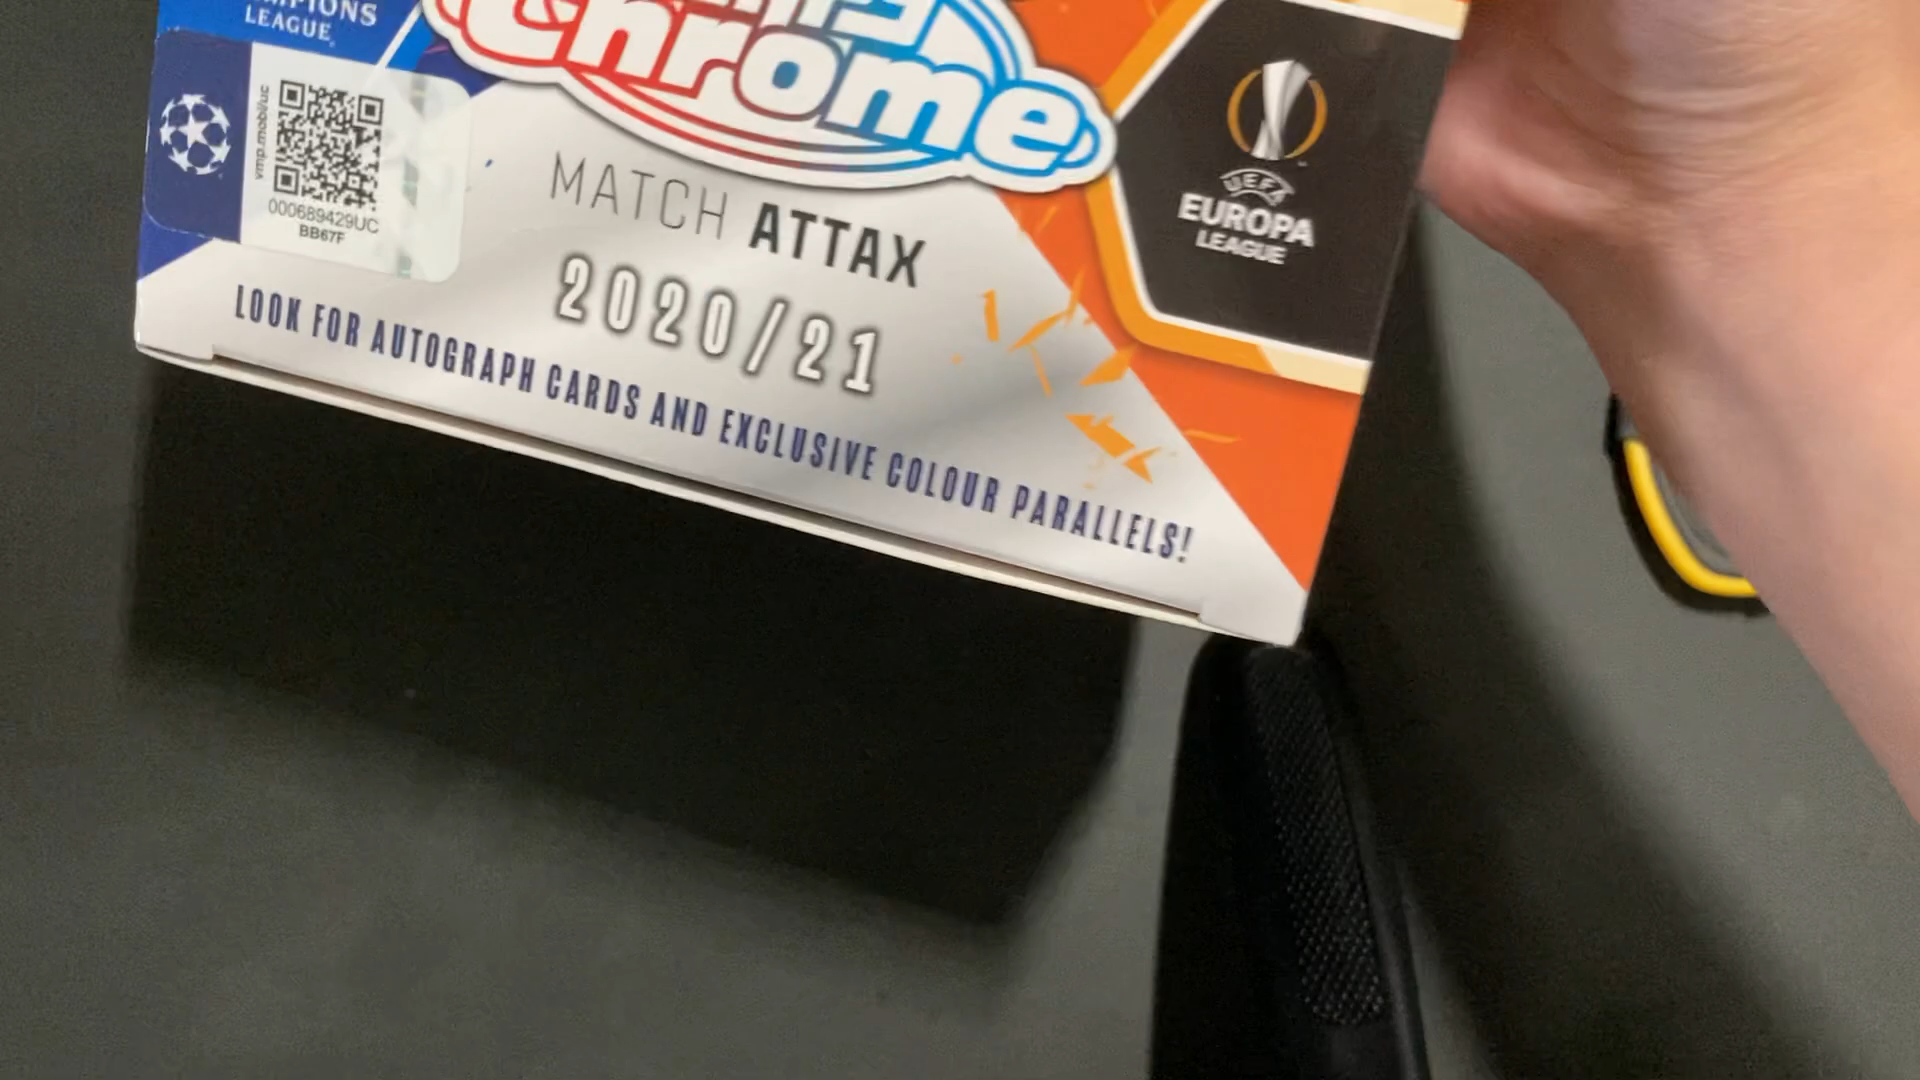 LEAGUE
Chrome
vmp.mobi/uc
000689429UC
BB67F
MATCH ATTAX
2020/21
LOOK FOR AUTOGRAPH CARDS AND EXCLUSIVE COLOUR PARALLELS!
UEFA
EUROPA
LEAGUE